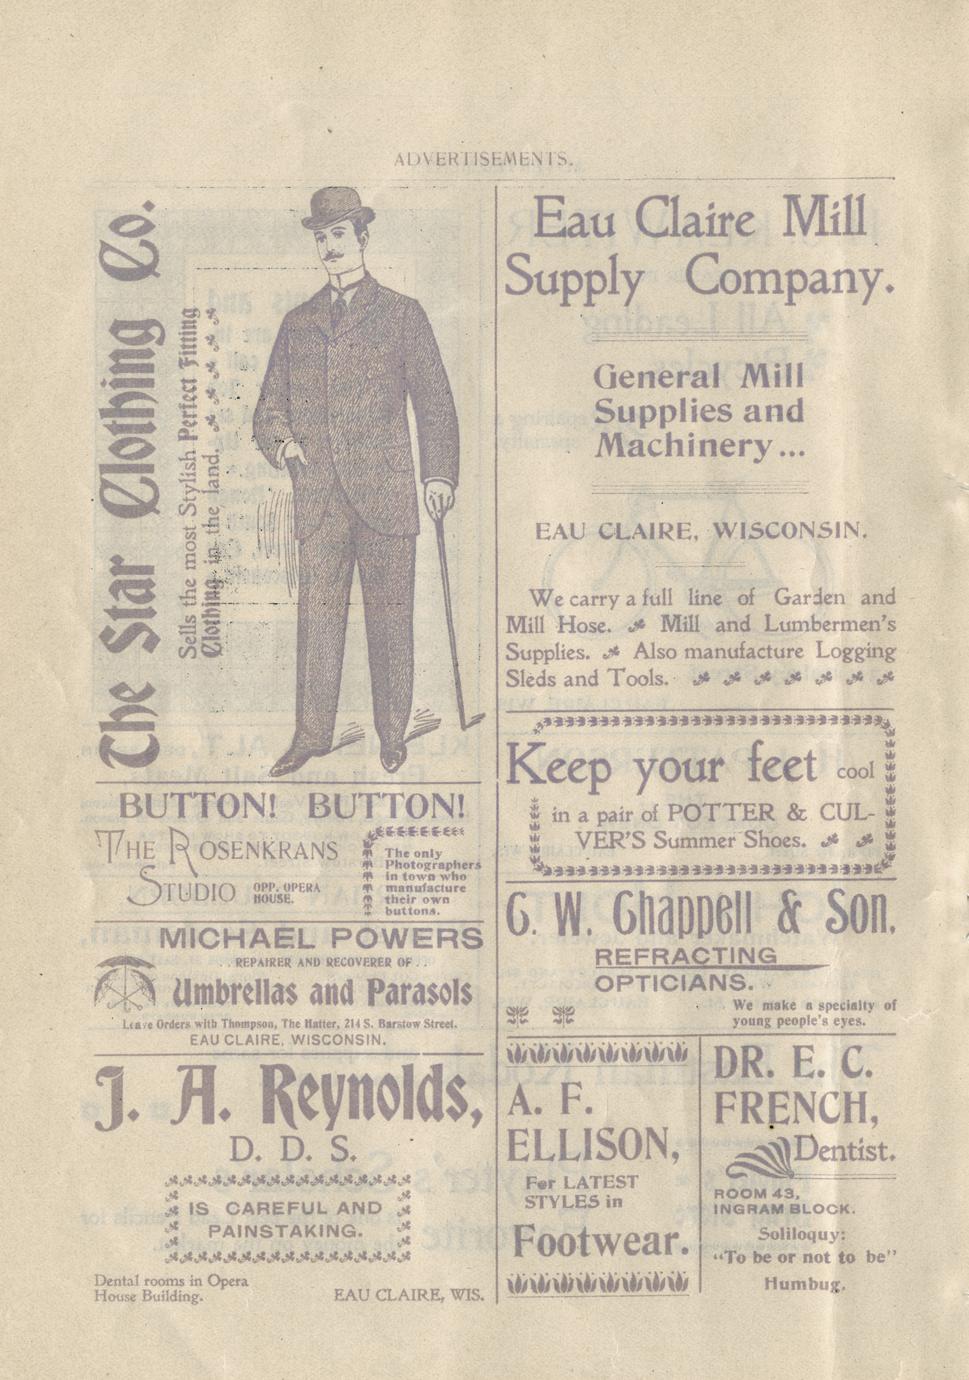 ADVERTISEMENTS.
The Star Clothing Co.
Sells the most Stylish Perfect Fitting
Clothing in the land.
BUTTON! BUTTON!
THE ROSENKRANS
STUDIO OPP. OPERA
HOUSE.
The only
Photographers
in town who
manufacture
their own
buttons.
MICHAEL POWERS
. . REPAIRER AND RECOVERER OF . .
Umbrellas and Parasols
Leave Orders with Thompson, The Hatter, 214 S. Barstow Street.
EAU CLAIRE, WISCONSIN.
J. A. Reynolds,
D. D. S.
IS CAREFUL AND
PAINSTAKING.
Dental rooms in Opera
House Building.
EAU CLAIRE, WIS.
Eau Claire Mill
Supply Company.
General Mill
Supplies and
Machinery...
EAU CLAIRE, WISCONSIN.
We carry a full line of Garden and
Mill Hose. Mill and Lumbermen's
Supplies. Also manufacture Logging
Sleds and Tools.
Keep your feet cool
in a pair of POTTER & CUL-
VER'S Summer Shoes.
G. W. Chappell & Son,
REFRACTING
OPTICIANS.
We make a specialty of
young people's eyes.
A. F.
ELLISON,
For LATEST
STYLES in
Footwear.
DR. E. C.
FRENCH,
Dentist.
ROOM 43,
INGRAM BLOCK.
Soliloquy:
"To be or not to be"
Humbug.